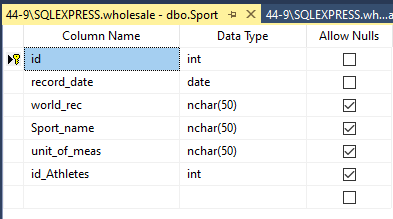 44-9\SQLEXPRESS.wholesale - dbo.Sport
44-9\SQLEXPRESS.wh...a
Column Name Data Type Allow Nulls
id int
record_date date
world_rec nchar(50)
Sport_name nchar(50)
unit_of_meas nchar(50)
id_Athletes int